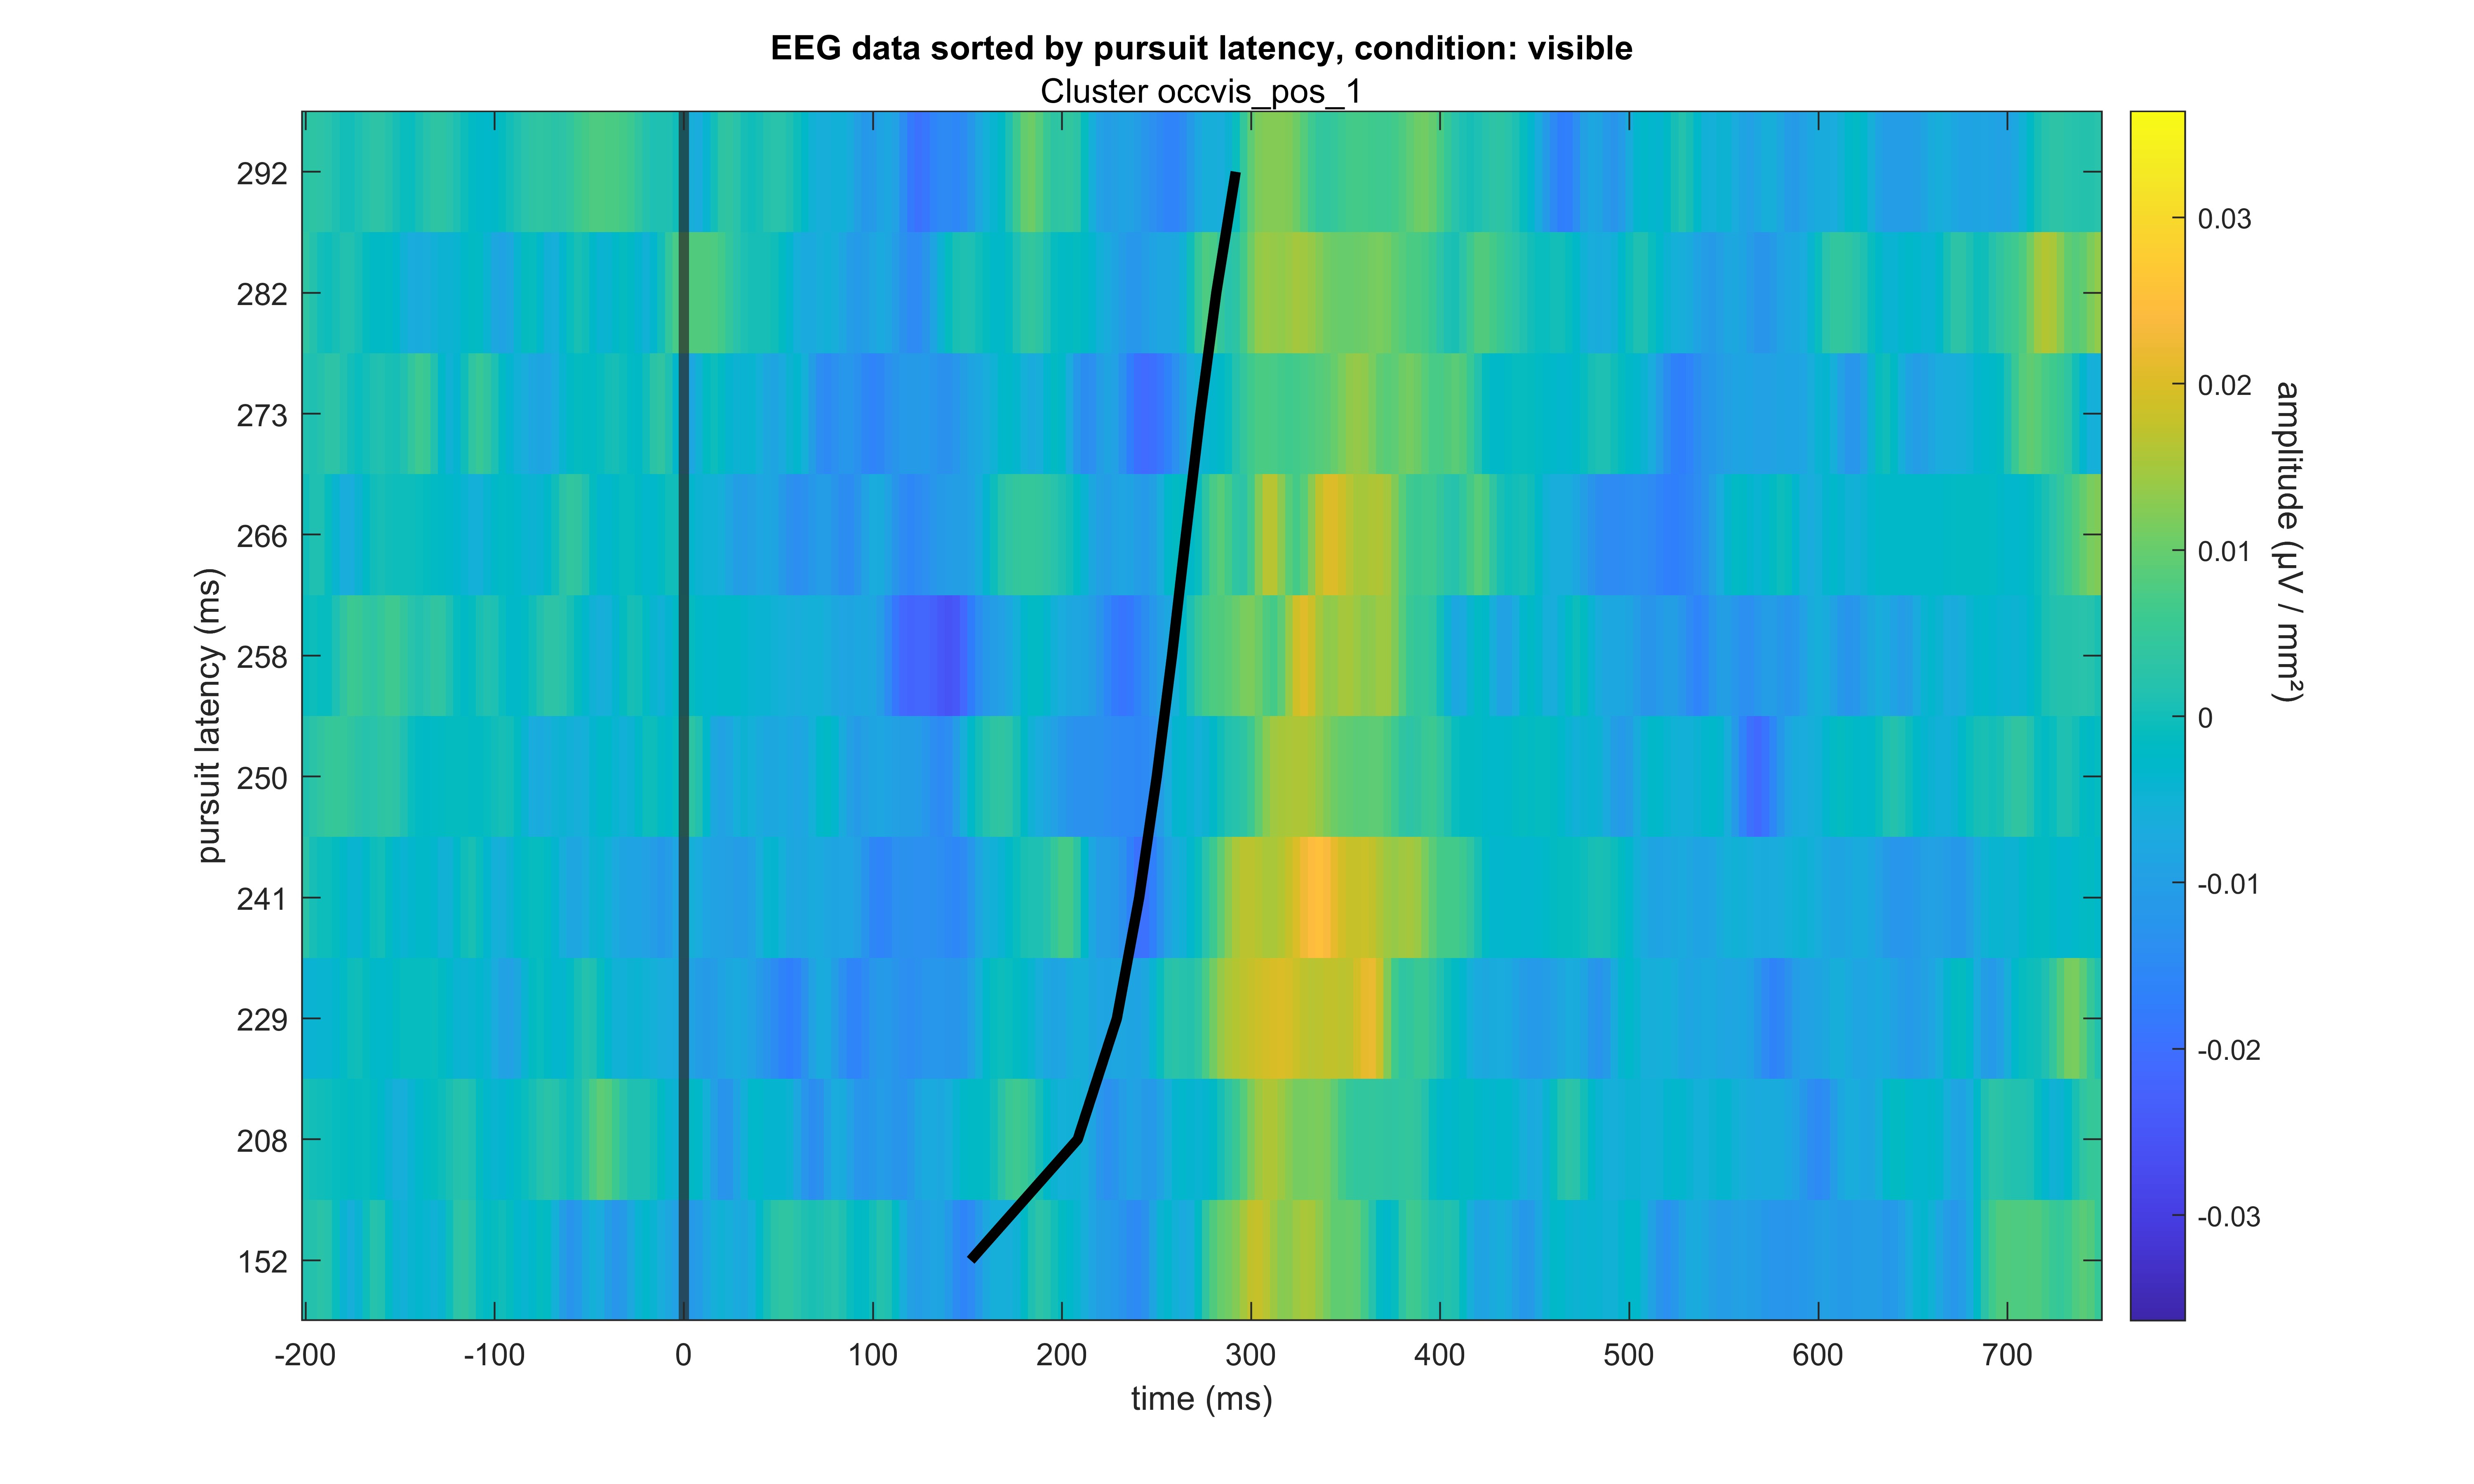 EEG data sorted by pursuit latency, condition: visible
Cluster occvis_pos_1
pursuit latency (ms)
292
282
273
266
258
250
241
229
208
152
-200 -100 0 100 200 300 400 500 600 700
time (ms)
0.03
0.02
0.01
0
-0.01
-0.02
-0.03
amplitude (µV / mm²)